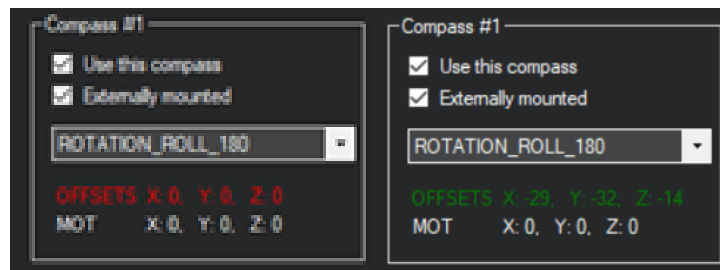 Compass #1
Use this compass
Externally mounted
ROTATION_ROLL_180
OFFSETS X: 0, Y: 0, Z: 0
MOT X: 0, Y: 0, Z: 0
Compass #1
Use this compass
Externally mounted
ROTATION_ROLL_180
OFFSETS X: -29, Y: -32, Z: -14
MOT X: 0, Y: 0, Z: 0